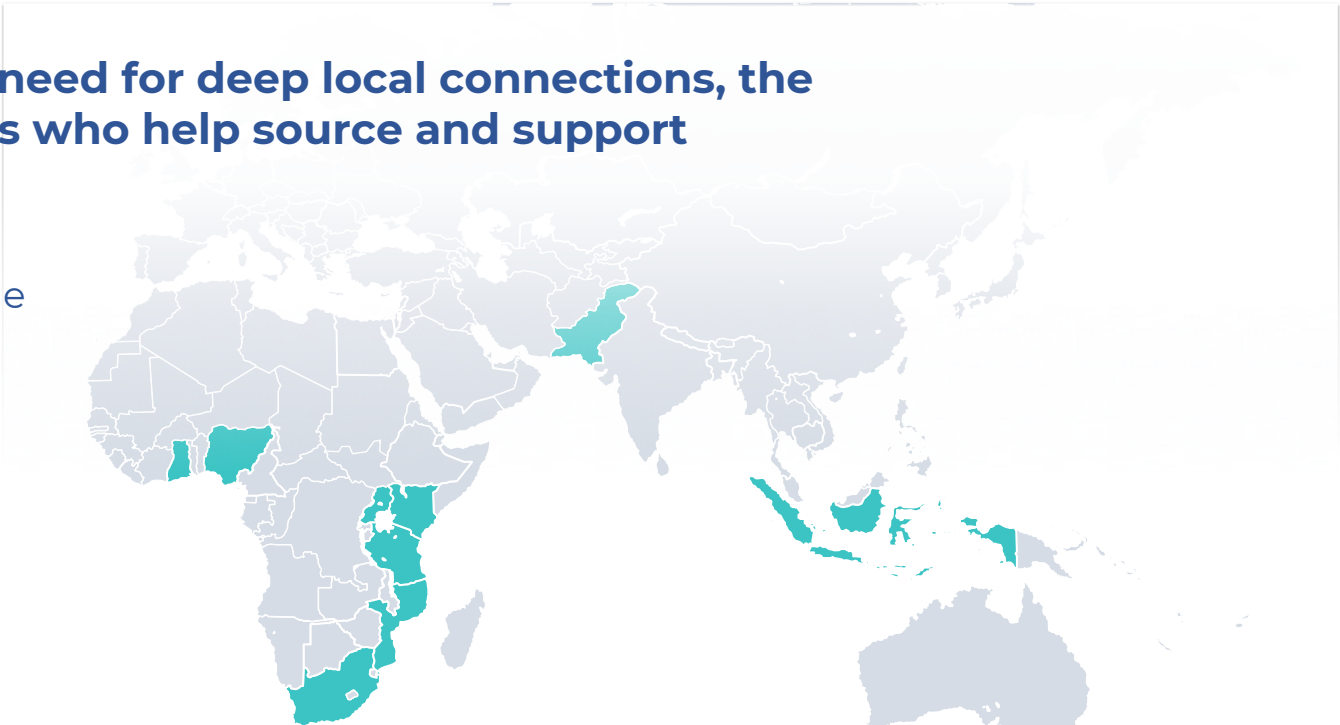 need for deep local connections, the
s who help source and support
e